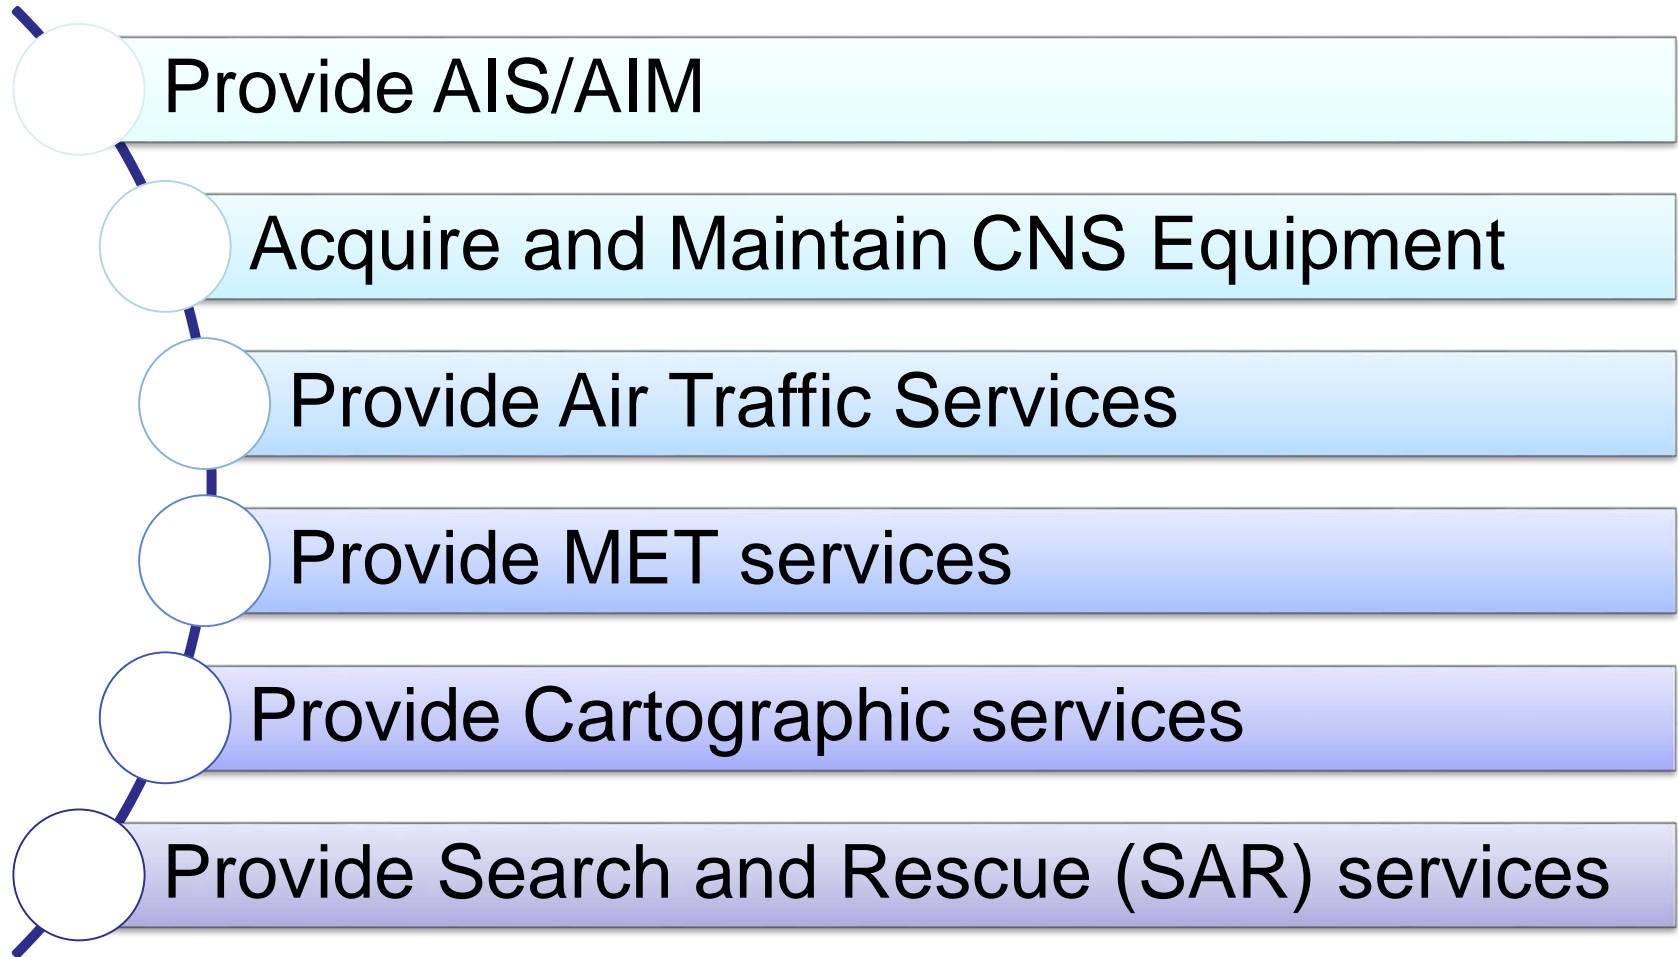 Provide AIS/AIM
Acquire and Maintain CNS Equipment
Provide Air Traffic Services
Provide MET services
Provide Cartographic services
Provide Search and Rescue (SAR) services